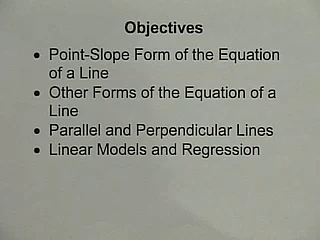 Objectives
• Point-Slope Form of the Equation
of a Line
• Other Forms of the Equation of a
Line
• Parallel and Perpendicular Lines
• Linear Models and Regression